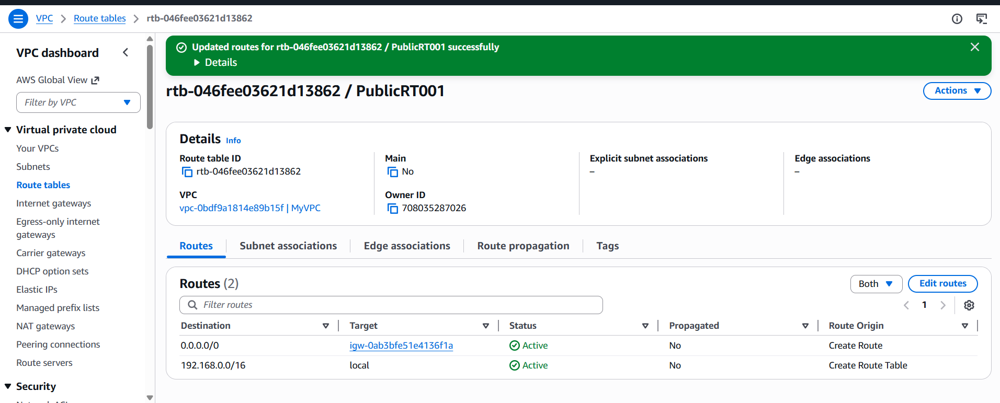 VPC > Route tables > rtb-046fee03621d13862
VPC dashboard
AWS Global View
Filter by VPC
Virtual private cloud
Your VPCs
Subnets
Route tables
Internet gateways
Egress-only internet
gateways
Carrier gateways
DHCP option sets
Elastic IPs
Managed prefix lists
NAT gateways
Peering connections
Route servers
Security
Updated routes for rtb-046fee03621d13862 / PublicRT001 successfully
Details
rtb-046fee03621d13862 / PublicRT001
Actions
Details Info
Route table ID
rtb-046fee03621d13862
Main
No
Explicit subnet associations
–
Edge associations
–
VPC
vpc-0bdf9a1814e89b15f | MyVPC
Owner ID
708035287026
Routes Subnet associations Edge associations Route propagation Tags
Routes (2)
Both
Edit routes
Filter routes
1
Destination Target Status Propagated Route Origin
0.0.0.0/0 igw-0ab3bfe51e4136f1a Active No Create Route
192.168.0.0/16 local Active No Create Route Table